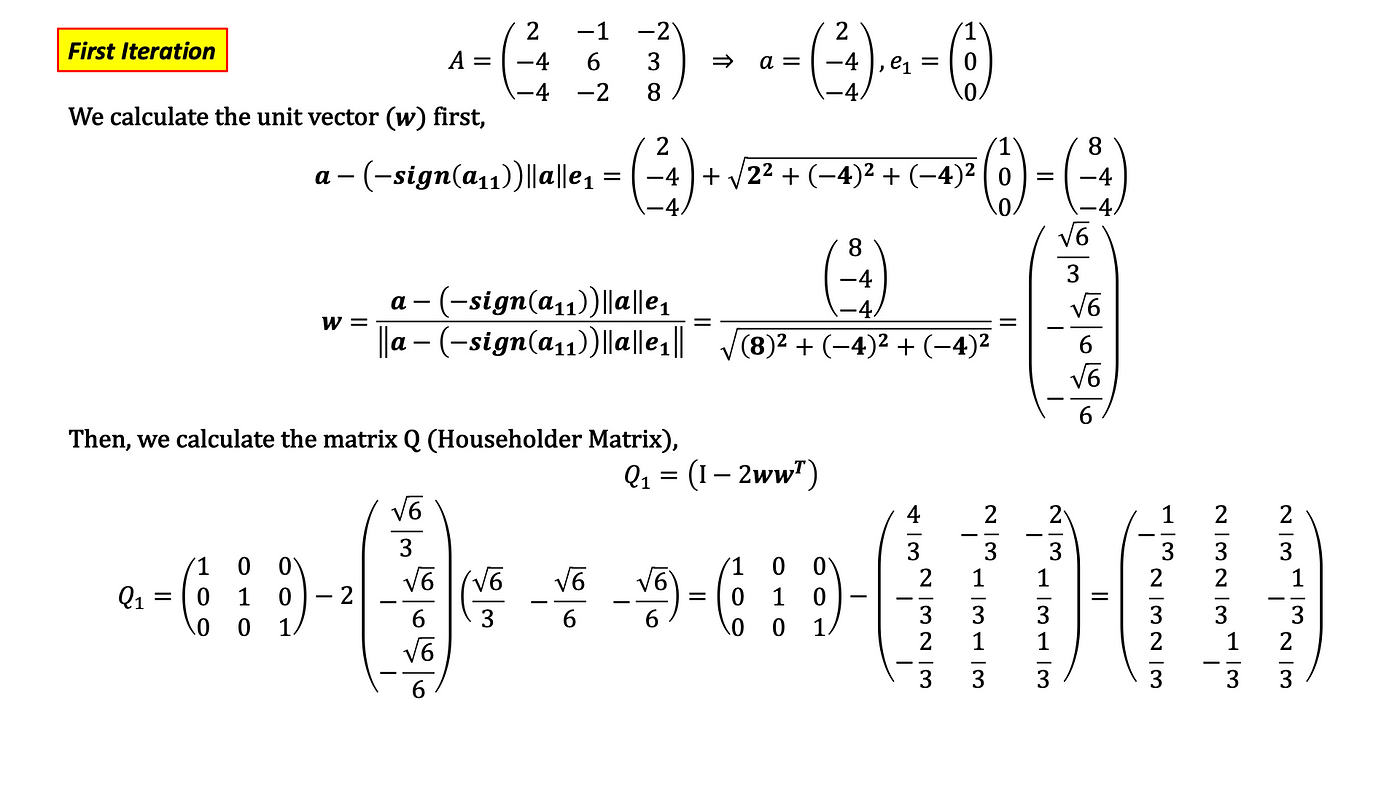 First Iteration
A = ( 2 −1 −2 ; −4 6 3 ; −4 −2 8 ) ⇒ a = ( 2 ; −4 ; −4 ), e₁ = ( 1 ; 0 ; 0 )
We calculate the unit vector (w) first,
a − (−sign(a₁₁))‖a‖e₁ = ( 2 ; −4 ; −4 ) + √(2² + (−4)² + (−4)²) ( 1 ; 0 ; 0 ) = ( 8 ; −4 ; −4 )
w = (a − (−sign(a₁₁))‖a‖e₁) / ‖a − (−sign(a₁₁))‖a‖e₁‖ = ( 8 ; −4 ; −4 ) / √((8)² + (−4)² + (−4)²) = ( √6/3 ; −√6/6 ; −√6/6 )
Then, we calculate the matrix Q (Householder Matrix),
Q₁ = (I − 2wwᵀ)
Q₁ = ( 1 0 0 ; 0 1 0 ; 0 0 1 ) − 2 ( √6/3 ; −√6/6 ; −√6/6 ) ( √6/3 −√6/6 −√6/6 ) = ( 1 0 0 ; 0 1 0 ; 0 0 1 ) − ( 4/3 −2/3 −2/3 ; −2/3 1/3 1/3 ; −2/3 1/3 1/3 ) = ( −1/3 2/3 2/3 ; 2/3 2/3 −1/3 ; 2/3 −1/3 2/3 )